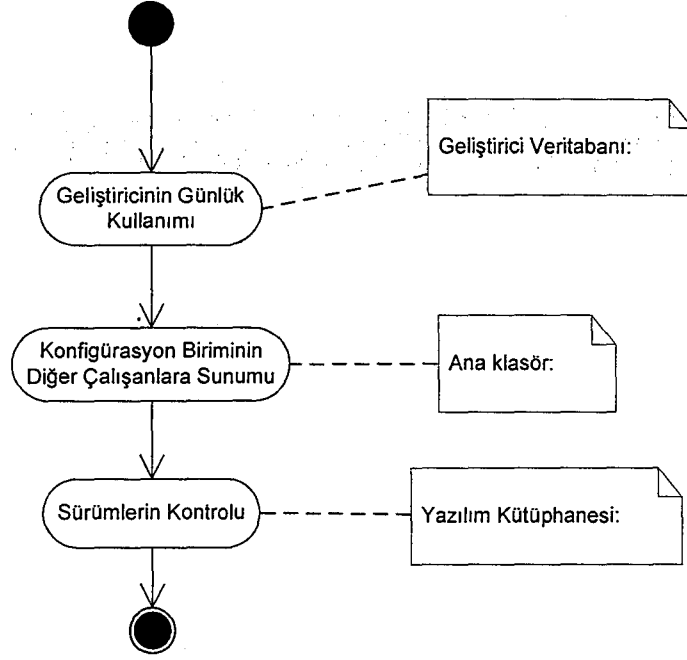 Geliştirici Veritabanı:
Geliştiricinin Günlük
Kullanımı
Konfigürasyon Biriminin
Diğer Çalışanlara Sunumu
Ana klasör:
Sürümlerin Kontrolu
Yazılım Kütüphanesi: